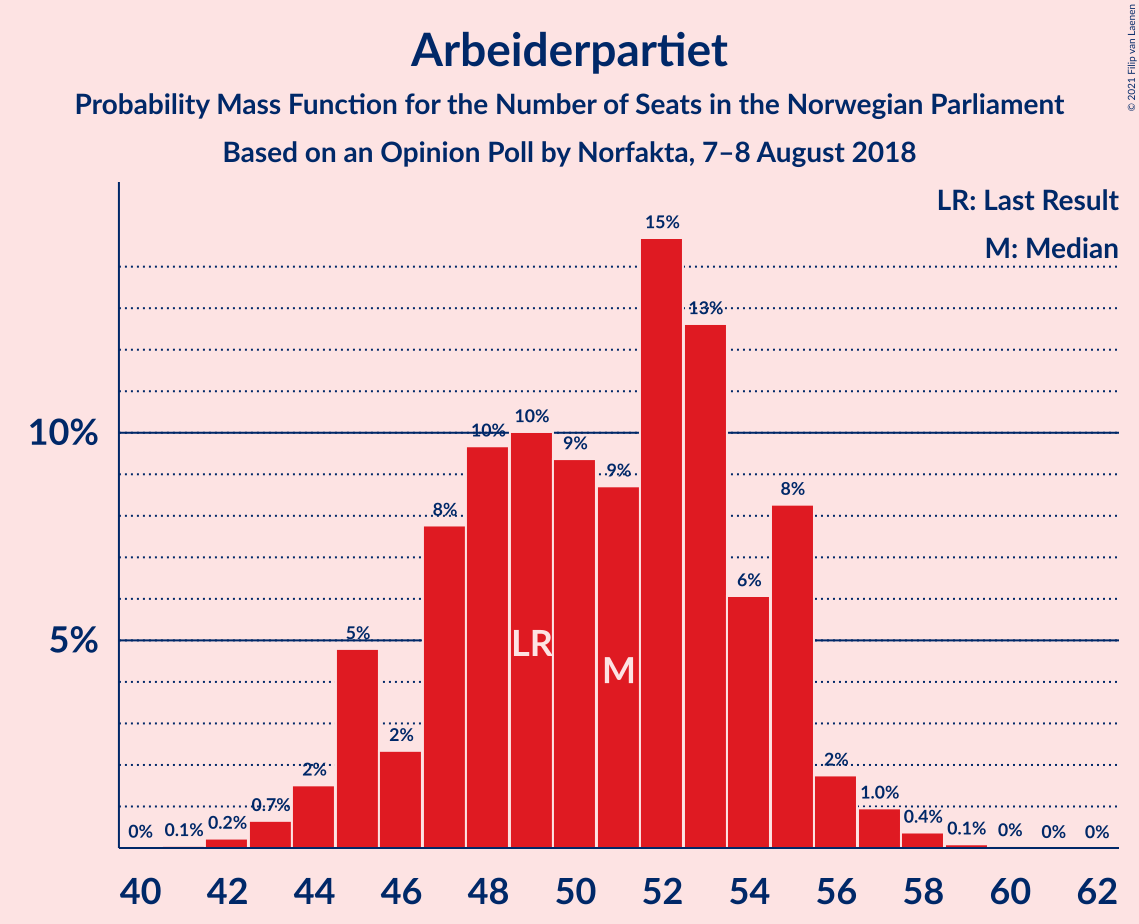 © 2021 Filip van Laenen
Arbeiderpartiet
Probability Mass Function for the Number of Seats in the Norwegian Parliament
Based on an Opinion Poll by Norfakta, 7–8 August 2018
LR: Last Result
M: Median
10%
5%
0% 0.1% 0.2% 0.7% 2% 5% 2% 8% 10% 10% 9% 9% 15% 13% 6% 8% 2% 1.0% 0.4% 0.1% 0% 0% 0%
LR
M
40 42 44 46 48 50 52 54 56 58 60 62